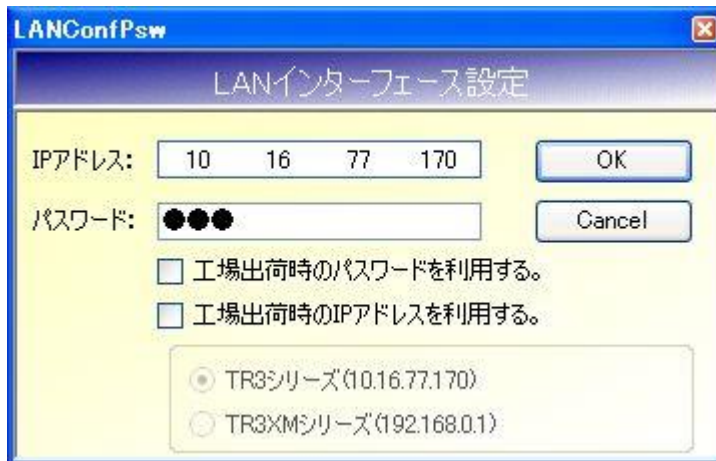 LANConfPsw
LANインターフェース設定
IPアドレス: 10 16 77 170 OK
パスワード: ●●● Cancel
工場出荷時のパスワードを利用する。
工場出荷時のIPアドレスを利用する。
TR3シリーズ(10.16.77.170)
TR3XMシリーズ(192.168.0.1)